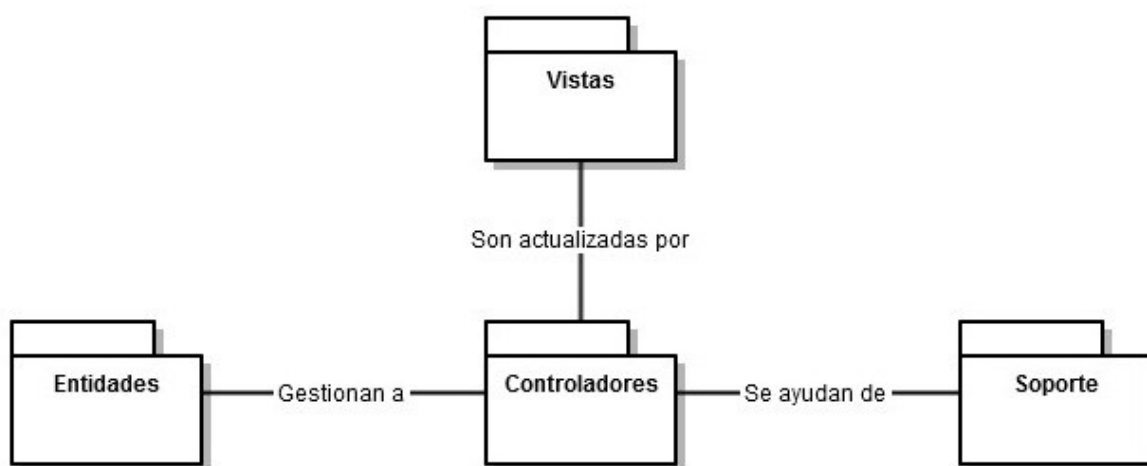 Vistas
Son actualizadas por
Entidades
Gestionan a
Controladores
Se ayudan de
Soporte